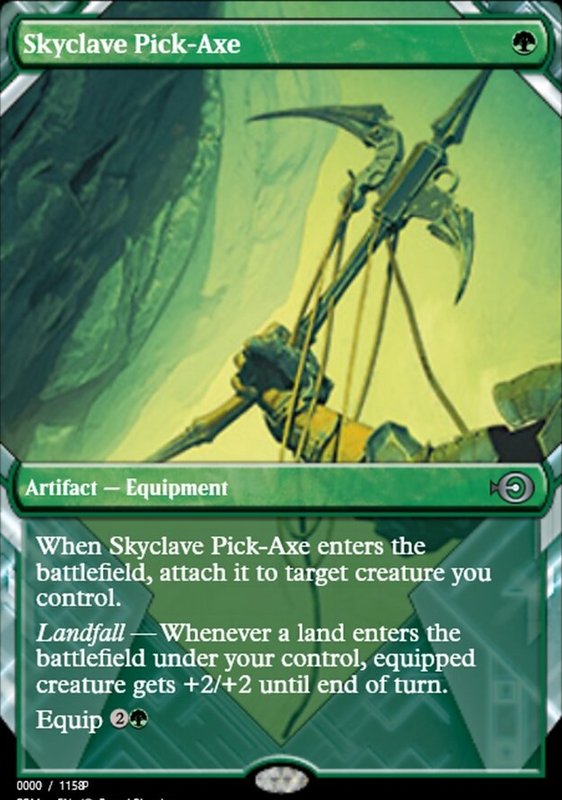 Skyclave Pick-Axe
Artifact — Equipment
When Skyclave Pick-Axe enters the
battlefield, attach it to target creature you
control.
Landfall — Whenever a land enters the
battlefield under your control, equipped
creature gets +2/+2 until end of turn.
Equip 2
0000 / 1158P